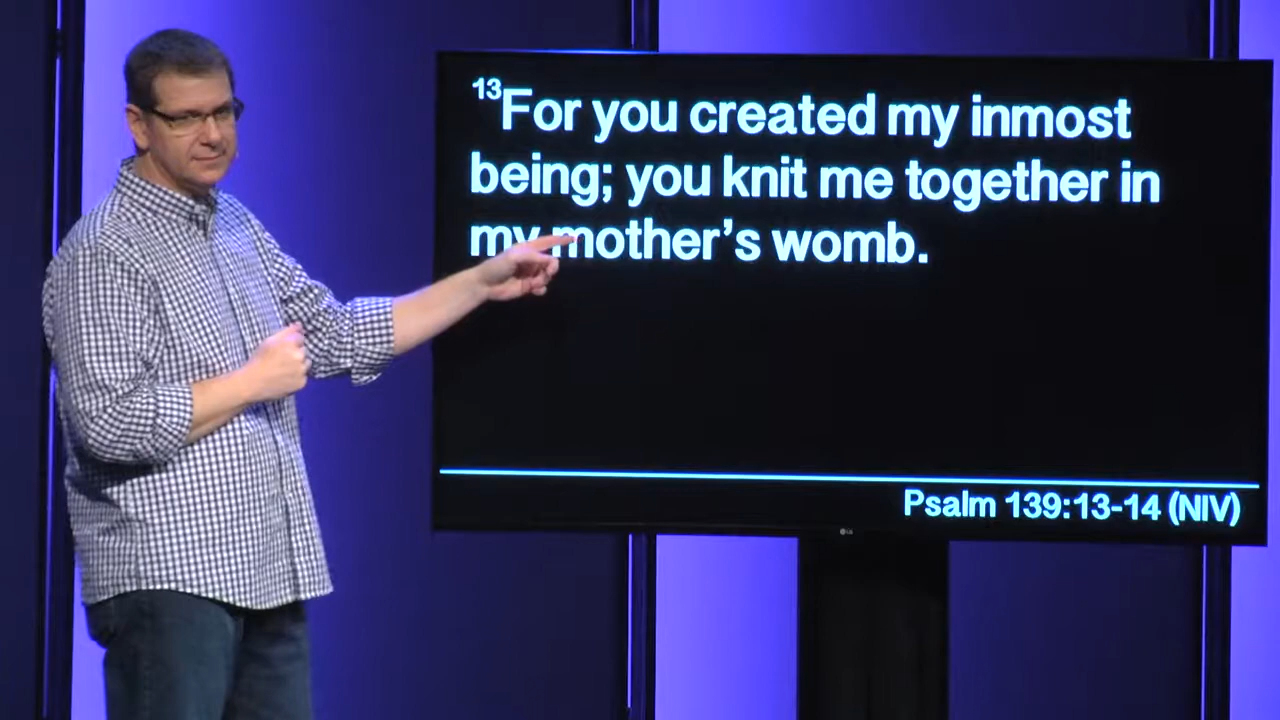 13For you created my inmost
being; you knit me together in
my mother’s womb.
Psalm 139:13-14 (NIV)
LG